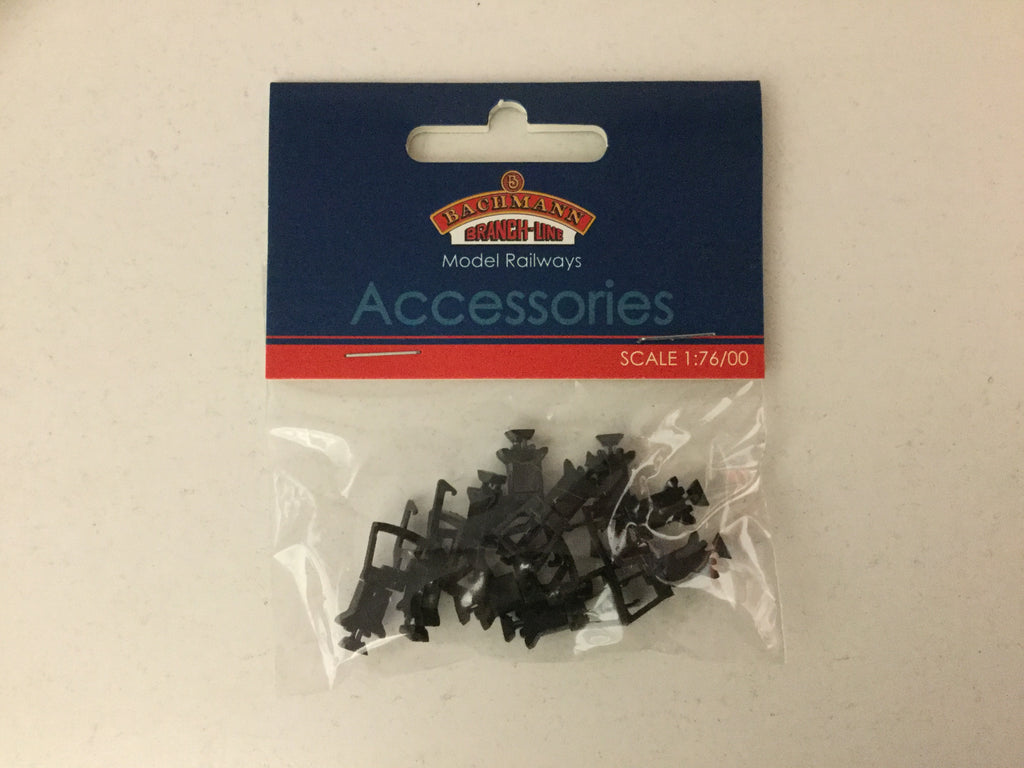 B
BACHMANN
BRANCH-LINE
Model Railways
Accessories
SCALE 1:76/00